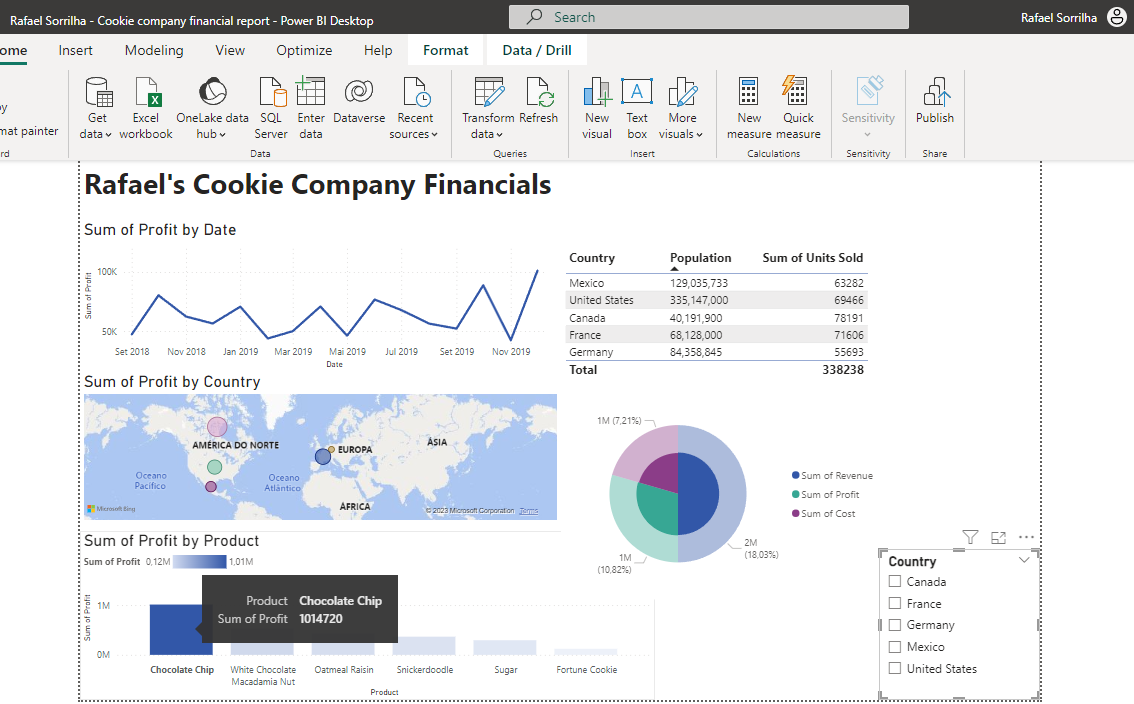 Rafael Sorrilha - Cookie company financial report - Power BI Desktop
Search
Rafael Sorrilha
ome Insert Modeling View Optimize Help Format Data / Drill
py
mat painter
rd
Get data
Excel workbook
OneLake data hub
SQL Server
Enter data
Dataverse
Recent sources
Data
Transform data
Refresh
Queries
New visual
A
Text box
More visuals
Insert
New measure
Quick measure
Calculations
Sensitivity
Sensitivity
Publish
Share
Rafael's Cookie Company Financials
Sum of Profit by Date
Sum of Profit
100K
50K
Set 2018 Nov 2018 Jan 2019 Mar 2019 Mai 2019 Jul 2019 Set 2019 Nov 2019
Date
Country Population Sum of Units Sold
Mexico 129,035,733 63282
United States 335,147,000 69466
Canada 40,191,900 78191
France 68,128,000 71606
Germany 84,358,845 55693
Total 338238
Sum of Profit by Country
AMÉRICA DO NORTE
EUROPA
ÁSIA
ÁFRICA
Oceano Pacífico
Oceano Atlântico
Microsoft Bing
© 2023 Microsoft Corporation Terms
1M (7,21%)
2M (18,03%)
1M (10,82%)
Sum of Revenue
Sum of Profit
Sum of Cost
Sum of Profit by Product
Sum of Profit 0,12M 1,01M
Sum of Profit
1M
0M
Product Chocolate Chip
Sum of Profit 1014720
Chocolate Chip
White Chocolate Macadamia Nut
Oatmeal Raisin
Snickerdoodle
Sugar
Fortune Cookie
Product
Country
Canada
France
Germany
Mexico
United States